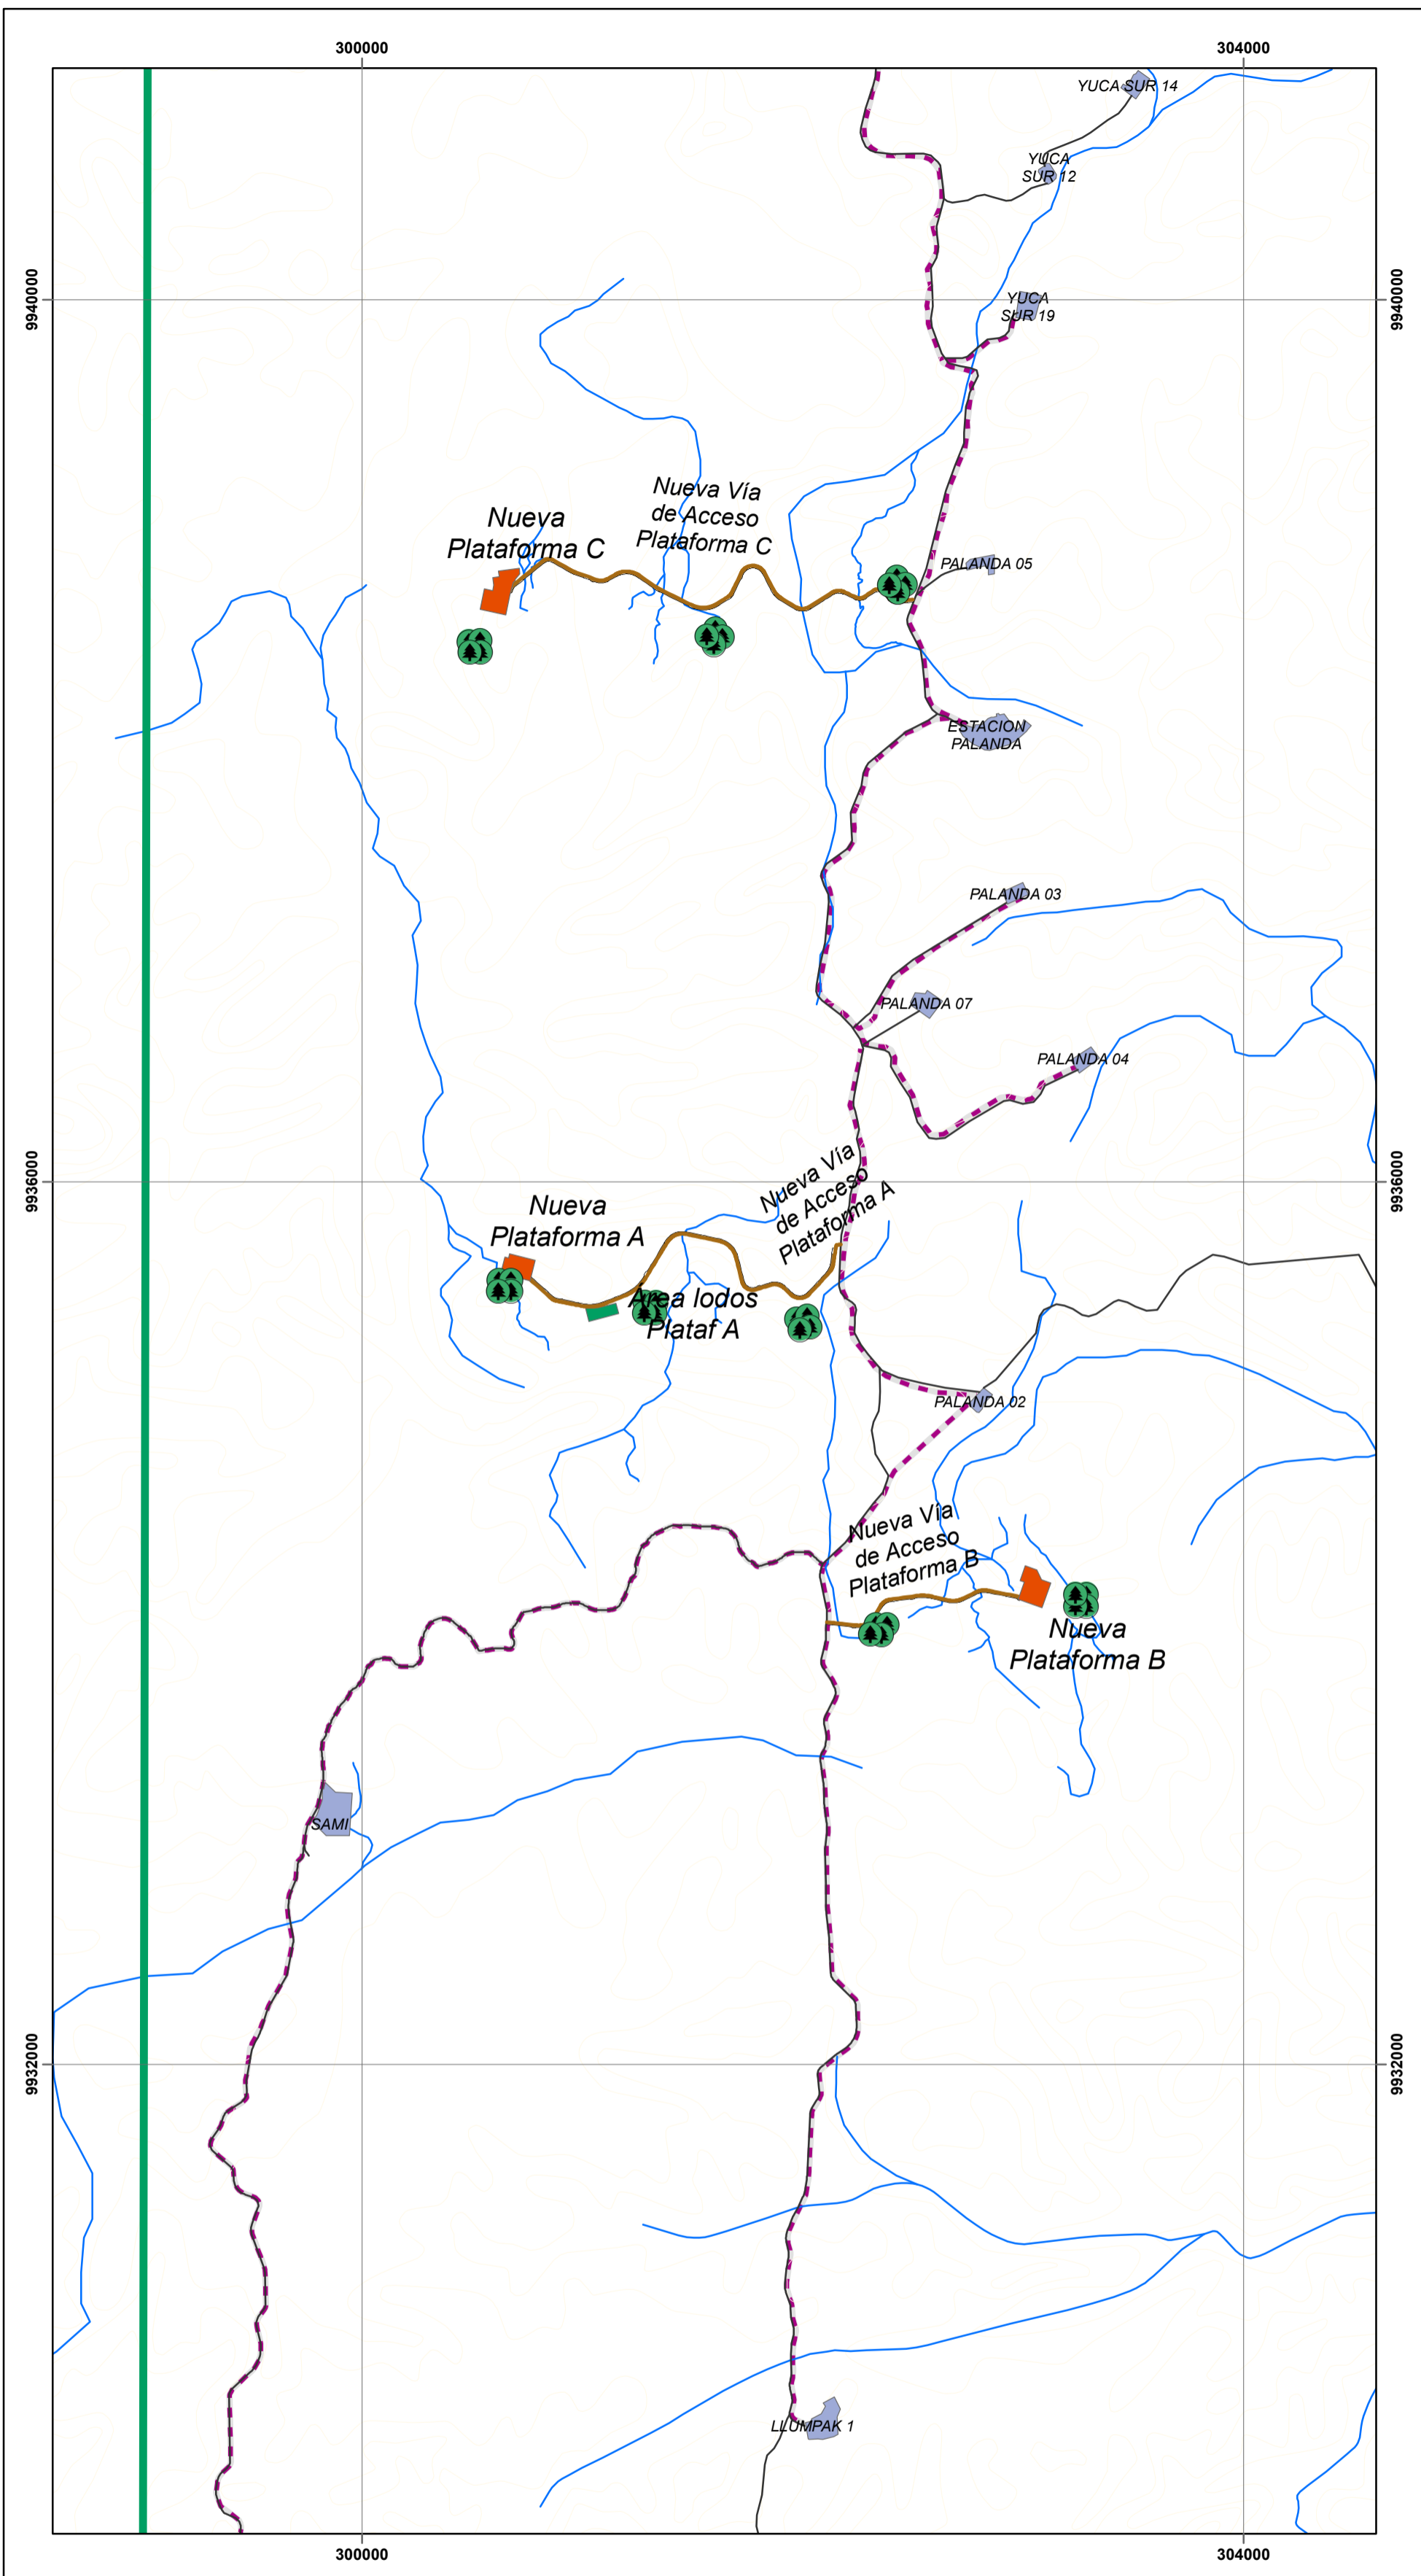 300000
304000
YUCA SUR 14
YUCA
SUR 12
9940000
9940000
YUCA
SUR 19
Nueva Vía
de Acceso
Plataforma C
Nueva
Plataforma C
PALANDA 05
ESTACION
PALANDA
PALANDA 03
PALANDA 07
PALANDA 04
9936000
9936000
Nueva Vía
de Acceso
Plataforma A
Nueva
Plataforma A
Area lodos
Plataf A
PALANDA 02
Nueva Vía
de Acceso
Plataforma B
Nueva
Plataforma B
SAMI
9932000
9932000
LLUMPAK 1
300000
304000